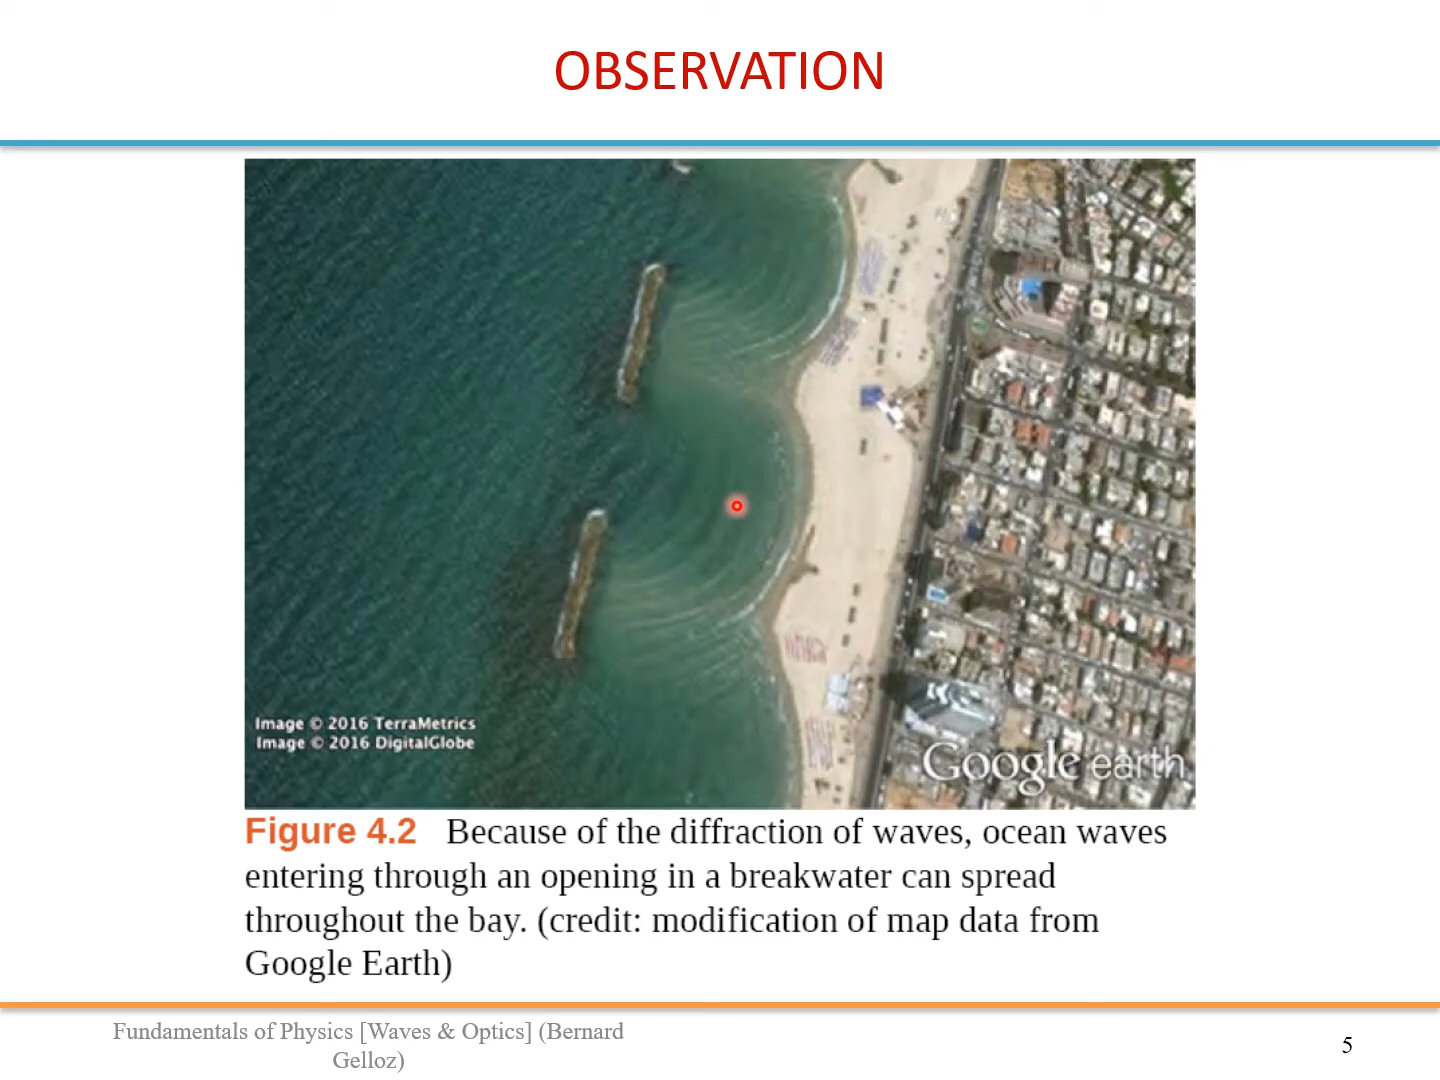 OBSERVATION
Image © 2016 TerraMetrics
Image © 2016 DigitalGlobe
Google earth
Figure 4.2 Because of the diffraction of waves, ocean waves
entering through an opening in a breakwater can spread
throughout the bay. (credit: modification of map data from
Google Earth)
Fundamentals of Physics [Waves & Optics] (Bernard
Gelloz)
5